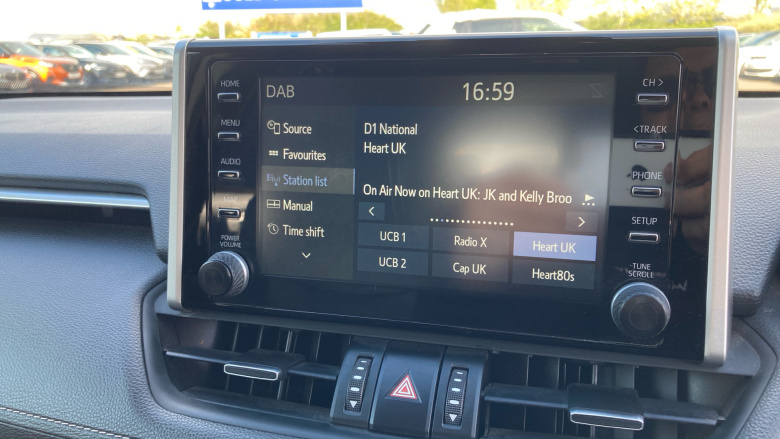 HOME
MENU
AUDIO
POWER
VOLUME
DAB
16:59
Source
Favourites
Station list
Manual
Time shift
D1 National
Heart UK
On Air Now on Heart UK: JK and Kelly Broo
UCB 1
Radio X
Heart UK
UCB 2
Cap UK
Heart80s
CH >
< TRACK
PHONE
SETUP
TUNE
SCROLL